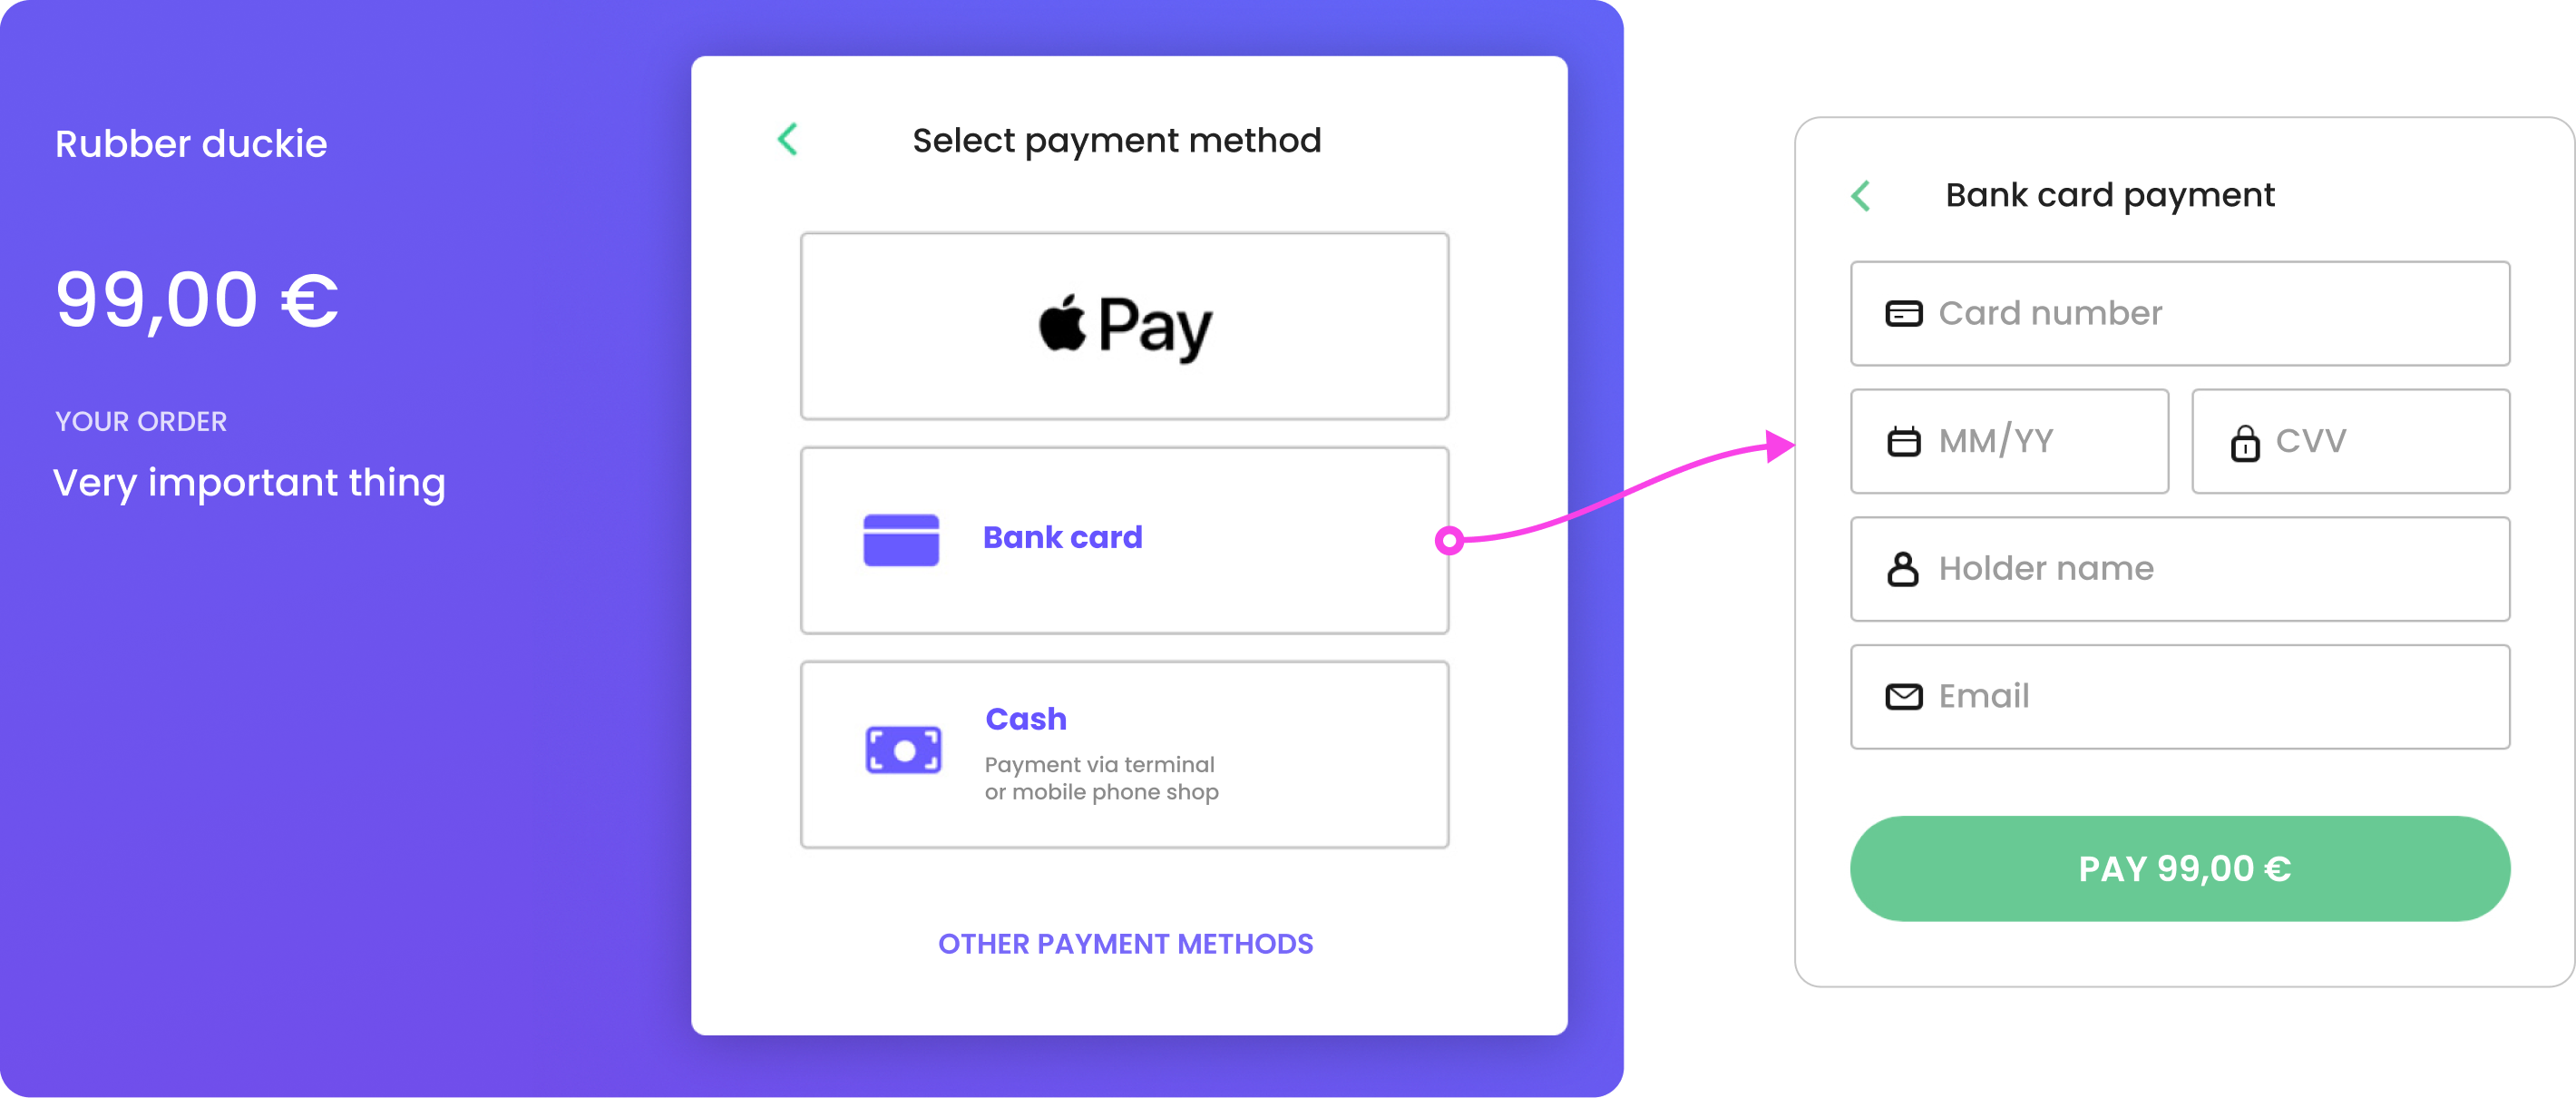 Rubber duckie
99,00 €
YOUR ORDER
Very important thing
Select payment method
Pay
Bank card
Cash
Payment via terminal
or mobile phone shop
OTHER PAYMENT METHODS
Bank card payment
Card number
MM/YY
CVV
Holder name
Email
PAY 99,00 €